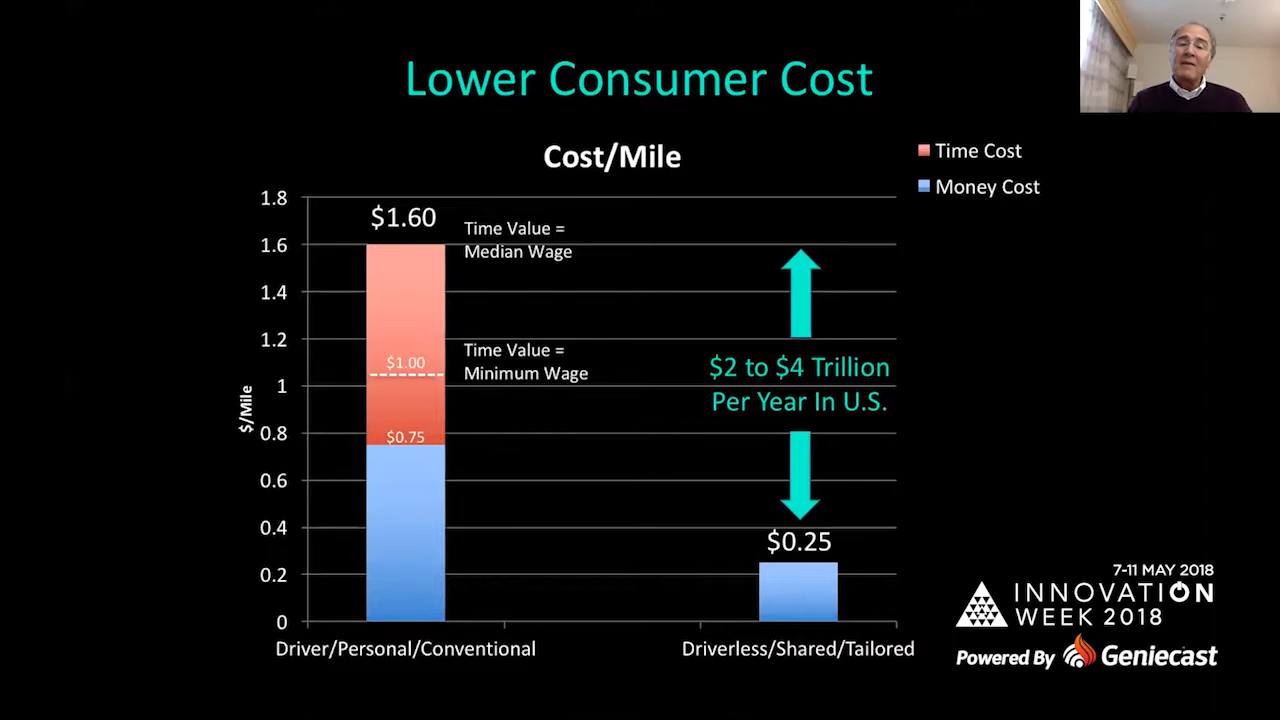 Lower Consumer Cost
Cost/Mile
Time Cost
Money Cost
$/Mile
1.8
1.6
1.4
1.2
1
0.8
0.6
0.4
0.2
0
$1.60
Time Value =
Median Wage
$1.00
Time Value =
Minimum Wage
$0.75
$2 to $4 Trillion
Per Year In U.S.
$0.25
Driver/Personal/Conventional
Driverless/Shared/Tailored
7-11 MAY 2018
INNOVATION
WEEK 2018
Powered By Geniecast